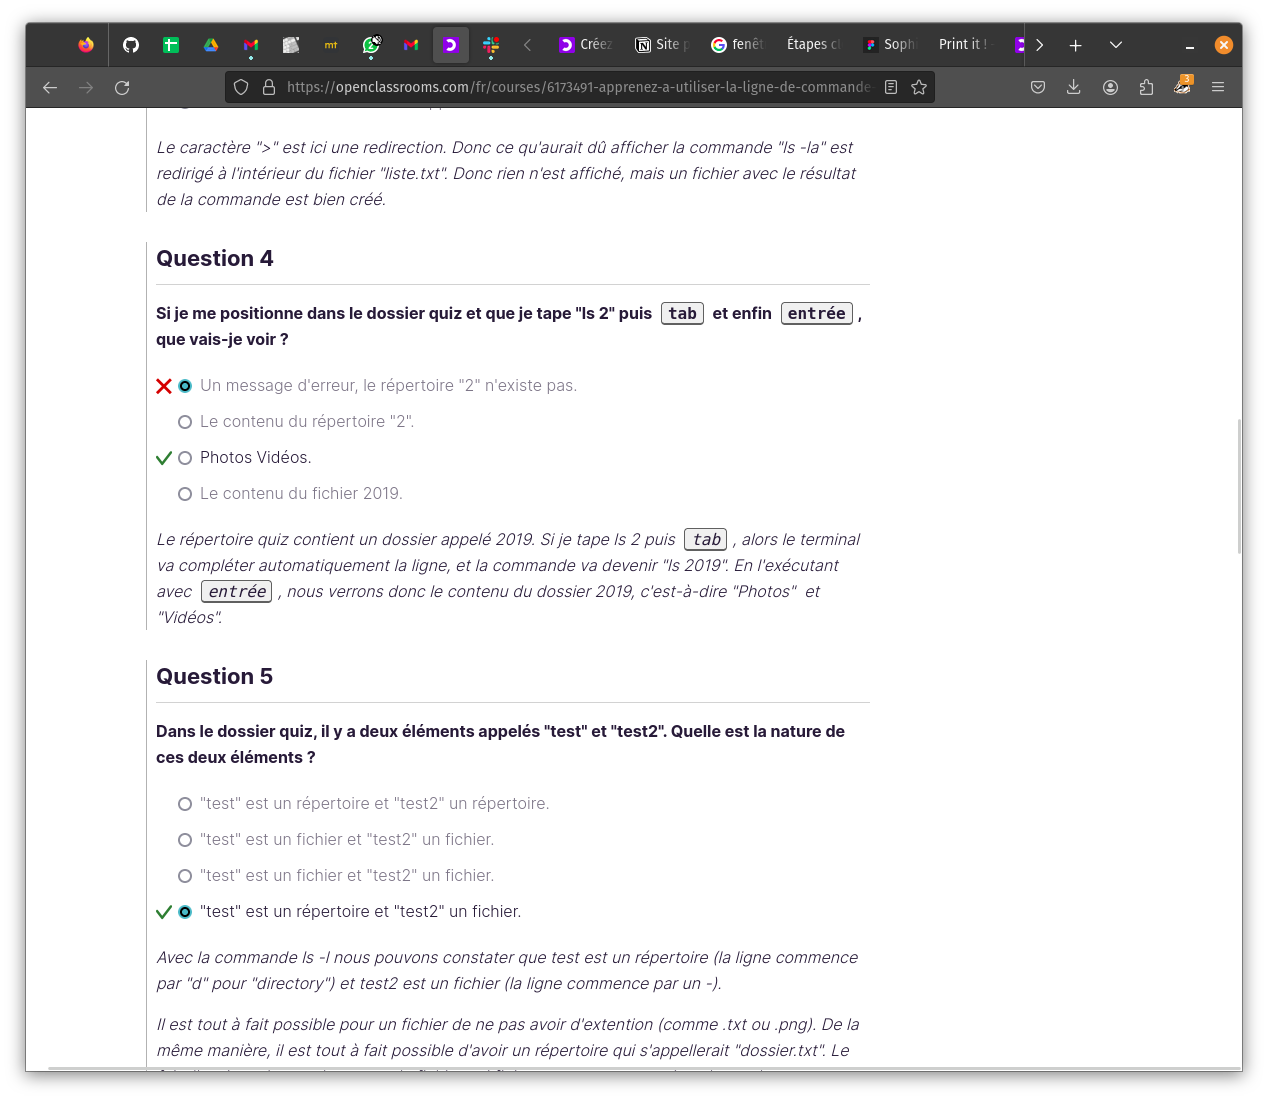 mt
Créez
Site p
fenêt
Étapes c
Soph
Print it !
https://openclassrooms.com/fr/courses/6173491-apprenez-a-utiliser-la-ligne-de-commande-
3
Le caractère ">" est ici une redirection. Donc ce qu'aurait dû afficher la commande "ls -la" est
redirigé à l'intérieur du fichier "liste.txt". Donc rien n'est affiché, mais un fichier avec le résultat
de la commande est bien créé.
Question 4
Si je me positionne dans le dossier quiz et que je tape "ls 2" puis tab et enfin entrée ,
que vais-je voir ?
Un message d'erreur, le répertoire "2" n'existe pas.
Le contenu du répertoire "2".
Photos Vidéos.
Le contenu du fichier 2019.
Le répertoire quiz contient un dossier appelé 2019. Si je tape ls 2 puis tab , alors le terminal
va compléter automatiquement la ligne, et la commande va devenir "ls 2019". En l'exécutant
avec entrée , nous verrons donc le contenu du dossier 2019, c'est-à-dire "Photos" et
"Vidéos".
Question 5
Dans le dossier quiz, il y a deux éléments appelés "test" et "test2". Quelle est la nature de
ces deux éléments ?
"test" est un répertoire et "test2" un répertoire.
"test" est un fichier et "test2" un fichier.
"test" est un fichier et "test2" un fichier.
"test" est un répertoire et "test2" un fichier.
Avec la commande ls -l nous pouvons constater que test est un répertoire (la ligne commence
par "d" pour "directory") et test2 est un fichier (la ligne commence par un -).
Il est tout à fait possible pour un fichier de ne pas avoir d'extention (comme .txt ou .png). De la
même manière, il est tout à fait possible d'avoir un répertoire qui s'appellerait "dossier.txt". Le